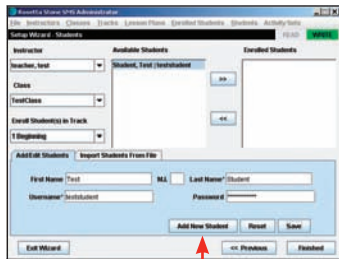 Rosetta Stone SMS Administrator
File Instructors Classes Tracks Lesson Plans Enrolled Students Students Activity Sets
Setup Wizard - Students READ WRITE
Instructor Available Students Enrolled Students
teacher, test Student, Test (teststudent
>>
Class
TestClass
<<
Enroll Student(s) in Track
1 Beginning
Add/Edit Students Import Students From File
First Name Test M.I. Last Name* Student
Username* teststudent Password ***********
Add New Student Reset Save
Exit Wizard << Previous Finished